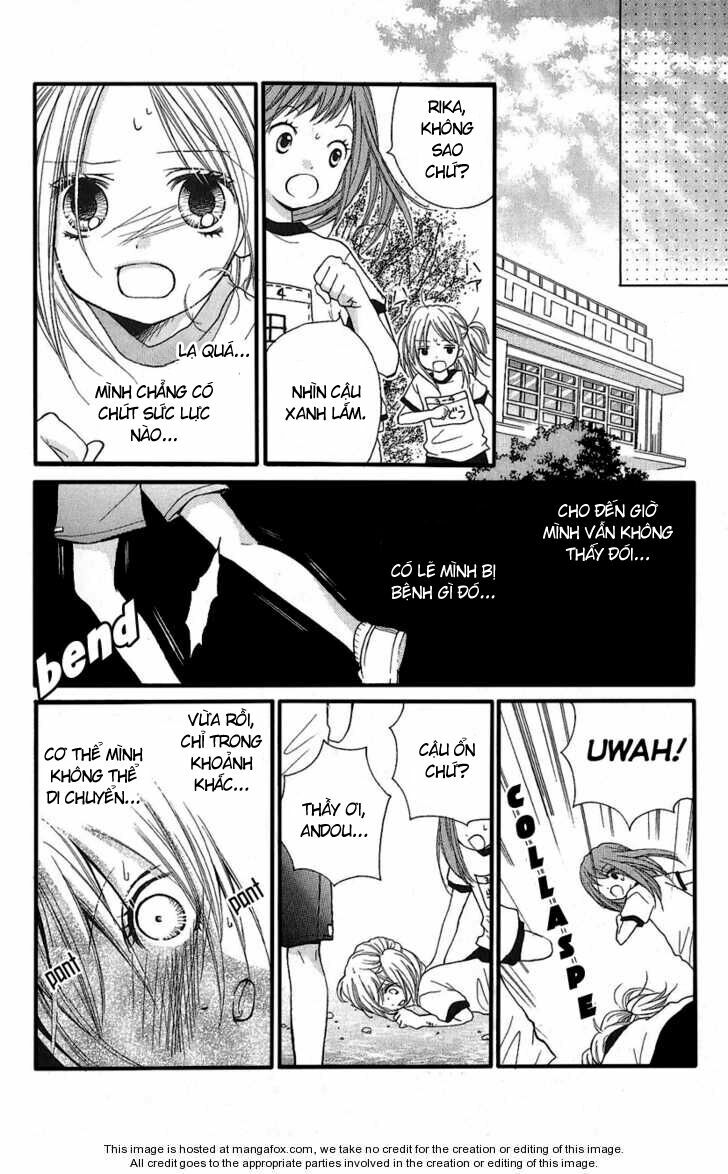 RIKA,
KHÔNG
SAO
CHỨ?
NHÌN CẬU
XANH LẮM.
4
LẠ QUÁ...
MÌNH CHẲNG CÓ
CHÚT SỨC LỰC
NÀO...
CHO ĐẾN GIỜ
MÌNH VẪN KHÔNG
THẤY ĐÓI...
CÓ LẼ MÌNH BỊ
BỆNH GÌ ĐÓ...
bend
UWAH!
COLLASPE
CẬU ỔN
CHỨ?
THẦY ƠI,
ANDOU...
VỪA RỒI,
CHỈ TRONG
KHOẢNH
KHẮC...
CƠ THỂ MÌNH
KHÔNG THỂ
DI CHUYỂN...
pant
pant
This image is hosted at mangafox.com, we take no credit for the creation or editing of this image.
All credit goes to the appropriate parties involved in the creation or editing of this image.